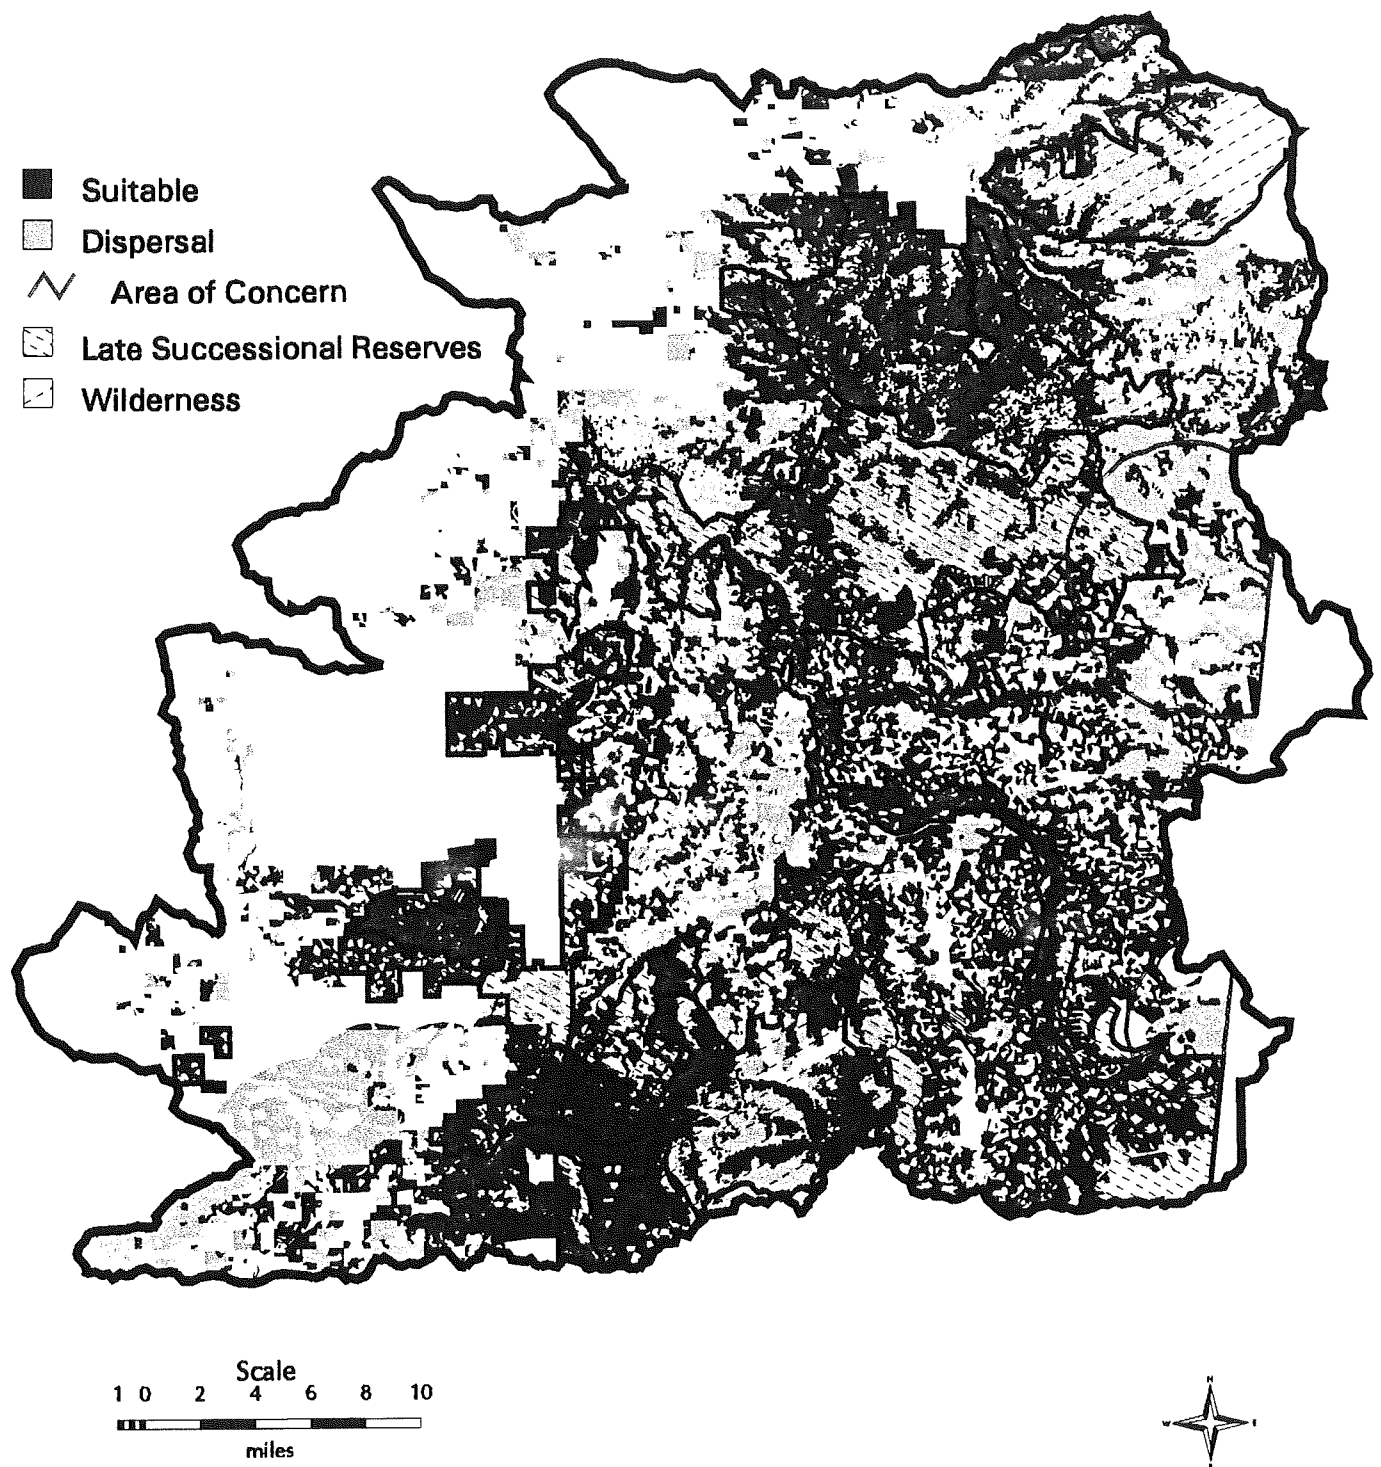 Suitable
Dispersal
Area of Concern
Late Successional Reserves
Wilderness
Scale
1 0 2 4 6 8 10
miles
N
W E